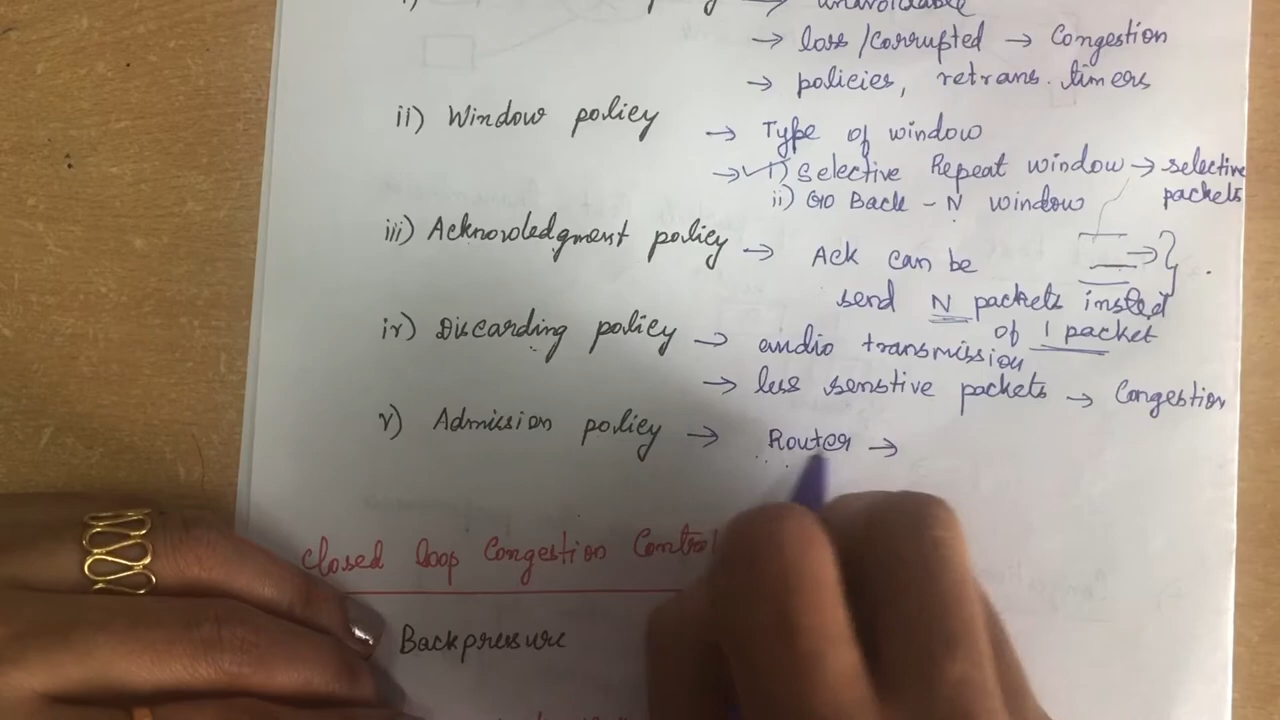 → unavoidable
→ loss/corrupted → Congestion
→ policies, retrans. timers
ii) Window policy → Type of window
→ ✓ i) Selective Repeat window → selective packets
ii) GO Back - N window
iii) Acknowledgment policy → Ack can be
send N packets insted
of 1 packet
iv) Discarding policy → audio transmission
→ less senstive packets → Congestion
v) Admission policy → Router →
Closed loop Congestion Control
Backpressure